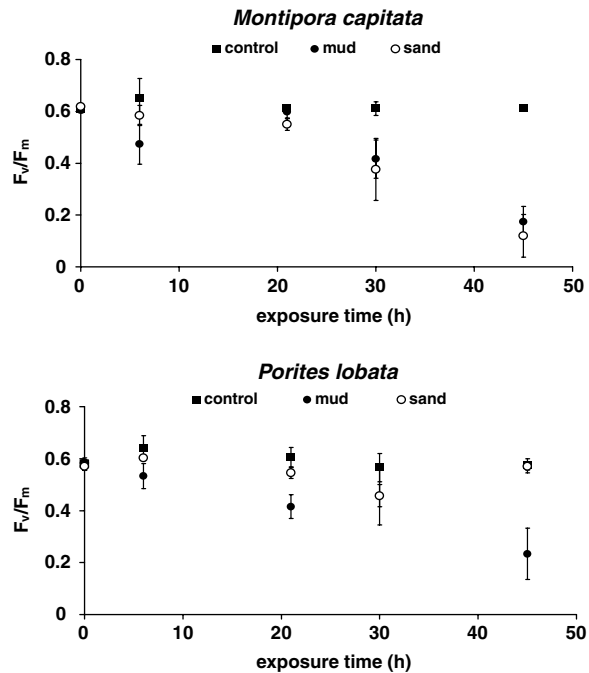 Montipora capitata
■ control ● mud ○ sand
0.8
0.6
0.4
0.2
0
Fv/Fm
0 10 20 30 40 50
exposure time (h)
Porites lobata
■ control ● mud ○ sand
0.8
0.6
0.4
0.2
0
Fv/Fm
0 10 20 30 40 50
exposure time (h)